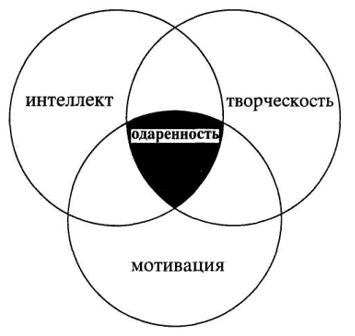 интеллект
творческость
одаренность
мотивация